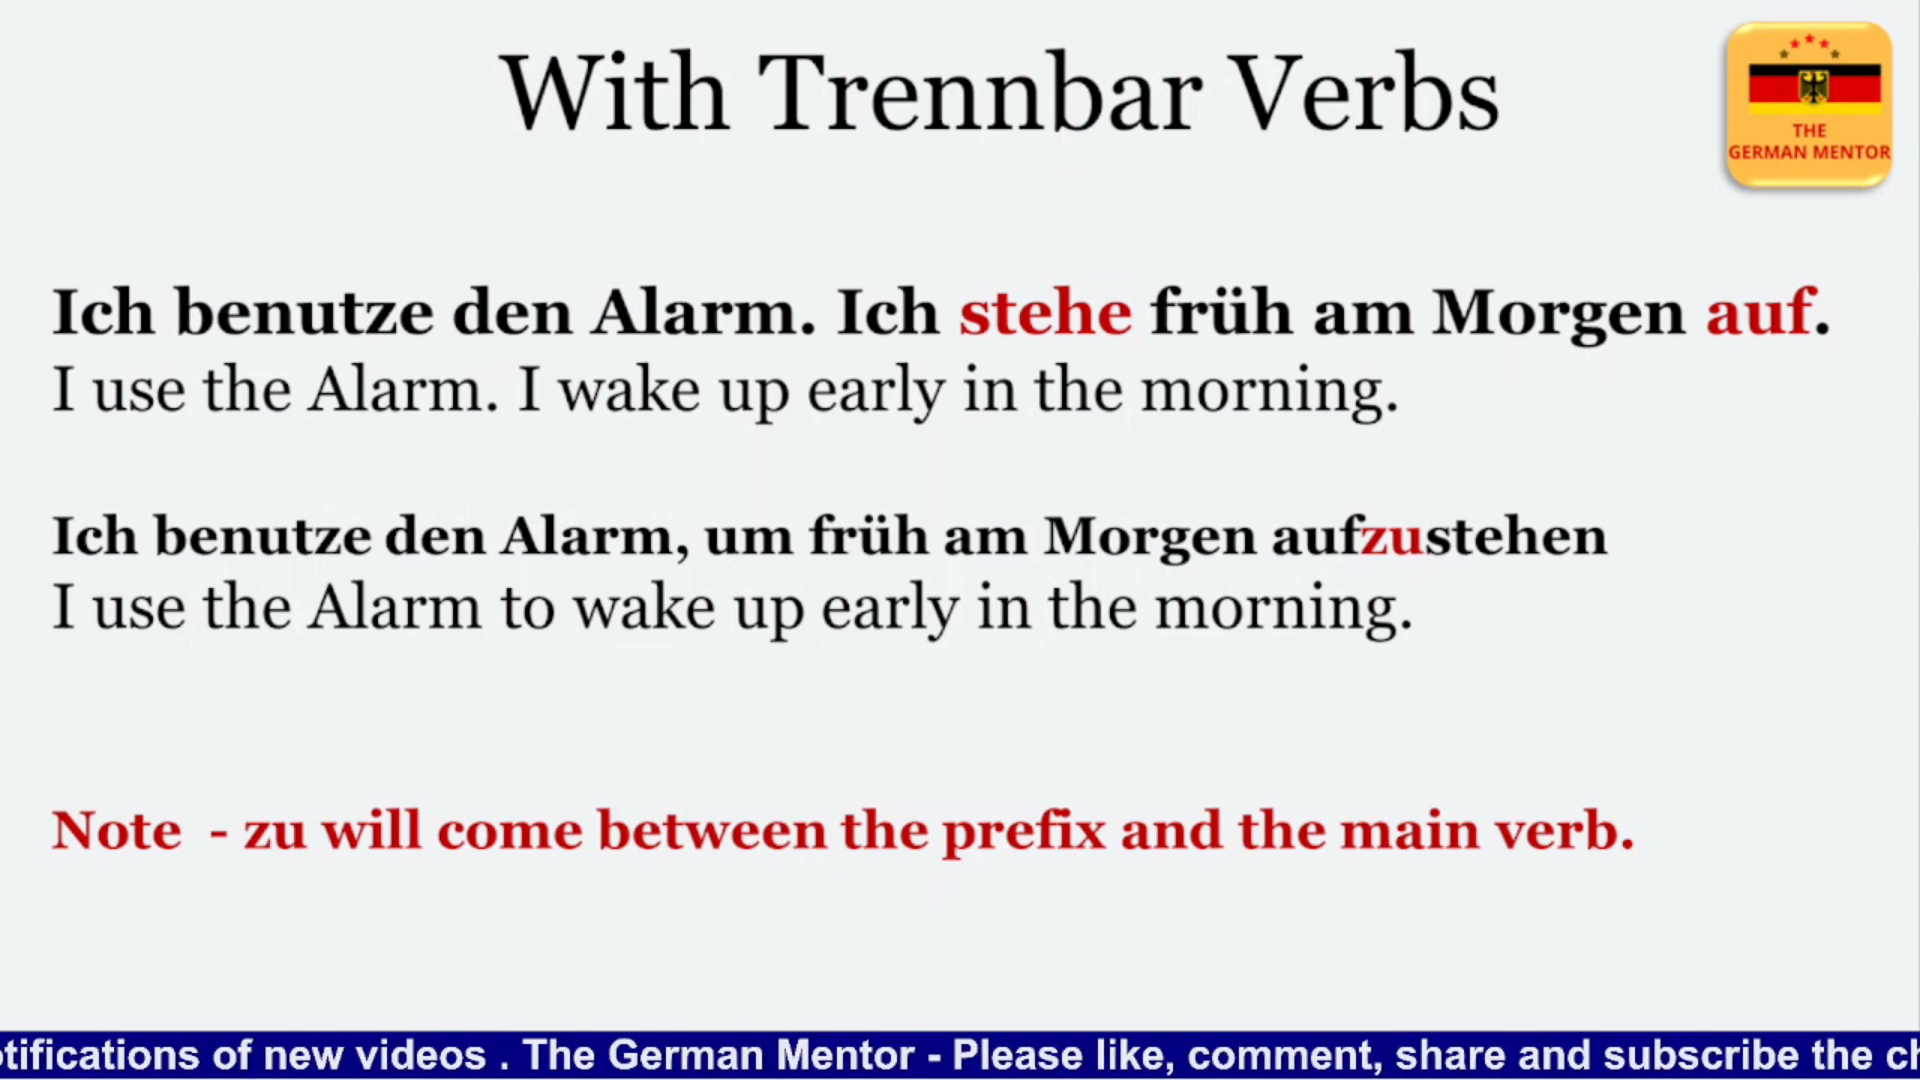 With Trennbar Verbs
THE
GERMAN MENTOR
Ich benutze den Alarm. Ich stehe früh am Morgen auf.
I use the Alarm. I wake up early in the morning.
Ich benutze den Alarm, um früh am Morgen aufzustehen
I use the Alarm to wake up early in the morning.
Note - zu will come between the prefix and the main verb.
otifications of new videos . The German Mentor - Please like, comment, share and subscribe the ch